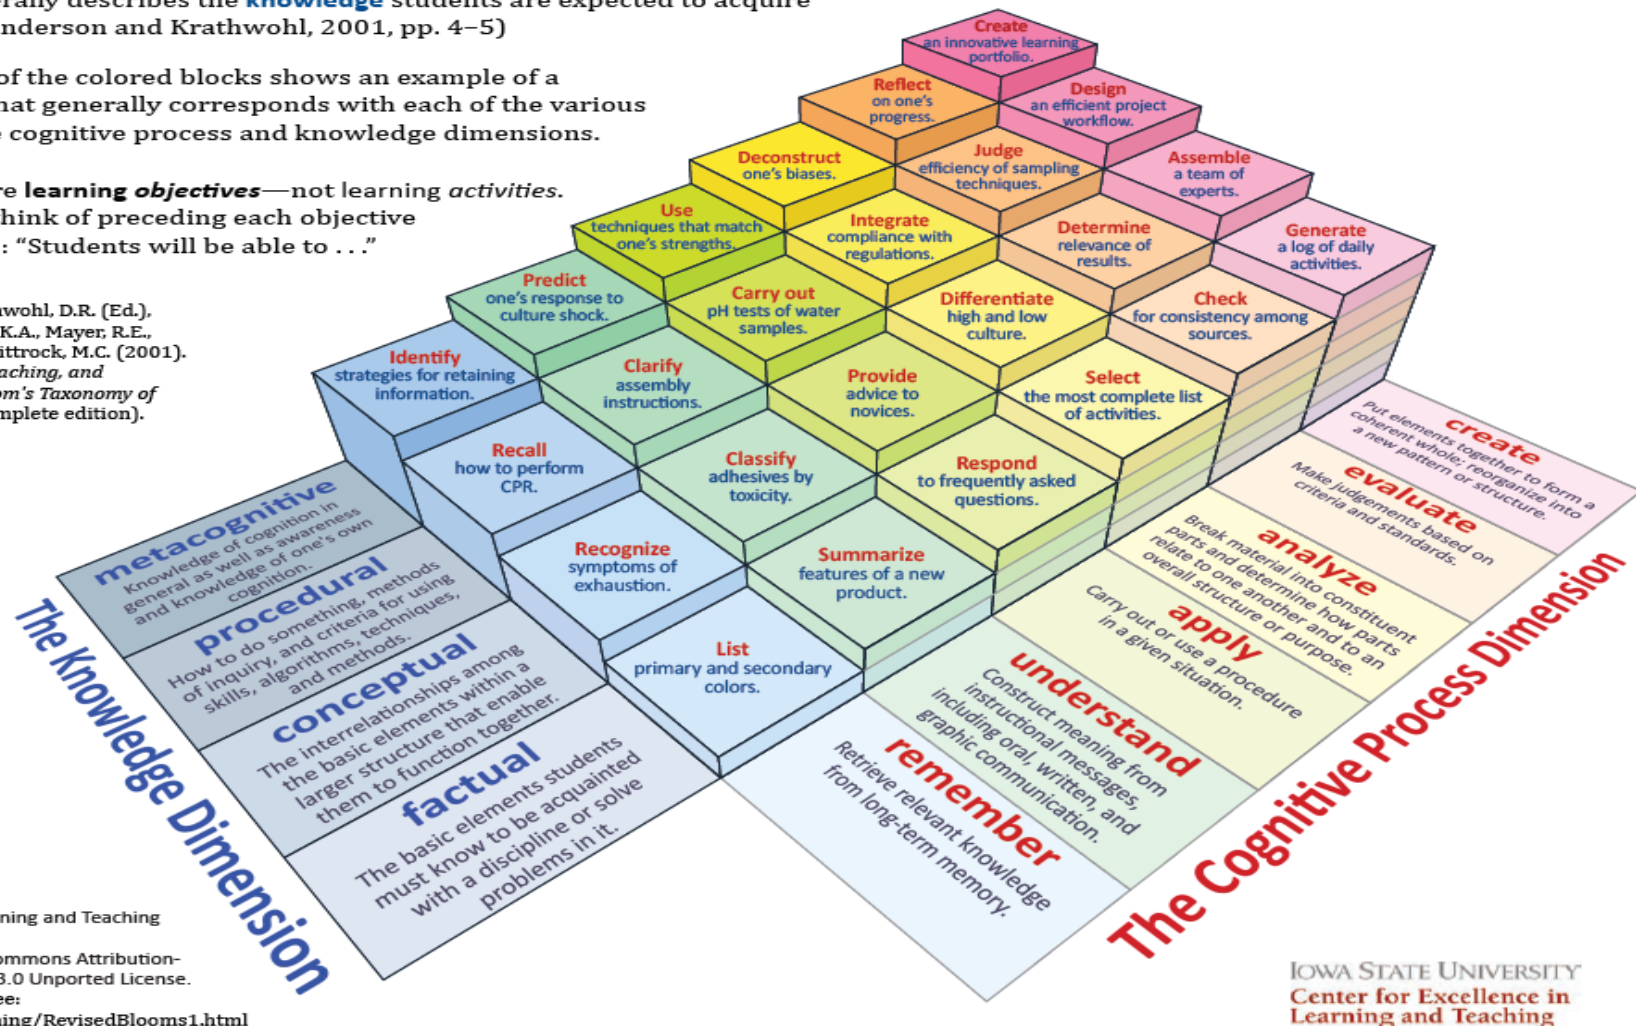 erally describes the knowledge students are expected to acquire
nderson and Krathwohl, 2001, pp. 4–5)
of the colored blocks shows an example of a
hat generally corresponds with each of the various
e cognitive process and knowledge dimensions.
re learning objectives—not learning activities.
hink of preceding each objective
: “Students will be able to . . .”
hwohl, D.R. (Ed.),
K.A., Mayer, R.E.,
ittrock, M.C. (2001).
aching, and
om's Taxonomy of
mplete edition).
Create
an innovative learning
portfolio.
Reflect
on one's
progress.
Design
an efficient project
workflow.
Deconstruct
one's biases.
Judge
efficiency of sampling
techniques.
Assemble
a team of
experts.
Use
techniques that match
one's strengths.
Integrate
compliance with
regulations.
Determine
relevance of
results.
Generate
a log of daily
activities.
Predict
one's response to
culture shock.
Carry out
pH tests of water
samples.
Differentiate
high and low
culture.
Check
for consistency among
sources.
Identify
strategies for retaining
information.
Clarify
assembly
instructions.
Provide
advice to
novices.
Select
the most complete list
of activities.
Recall
how to perform
CPR.
Classify
adhesives by
toxicity.
Respond
to frequently asked
questions.
Recognize
symptoms of
exhaustion.
Summarize
features of a new
product.
List
primary and secondary
colors.
metacognitive
Knowledge of cognition in
general as well as awareness
and knowledge of one's own
cognition.
procedural
How to do something, methods
of inquiry, and criteria for using
skills, algorithms, techniques,
and methods.
conceptual
The interrelationships among
the basic elements within a
larger structure that enable
them to function together.
factual
The basic elements students
must know to be acquainted
with a discipline or solve
problems in it.
The Knowledge Dimension
create
Put elements together to form a
coherent whole; reorganize into
a new pattern or structure.
evaluate
Make judgements based on
criteria and standards.
analyze
Break material into constituent
parts and determine how parts
relate to one another and to an
overall structure or purpose.
apply
Carry out or use a procedure
in a given situation.
understand
Construct meaning from
instructional messages,
including oral, written, and
graphic communication.
remember
Retrieve relevant knowledge
from long-term memory.
The Cognitive Process Dimension
ning and Teaching
ommons Attribution-
3.0 Unported License.
ee:
ing/RevisedBlooms1.html
IOWA STATE UNIVERSITY
Center for Excellence in
Learning and Teaching